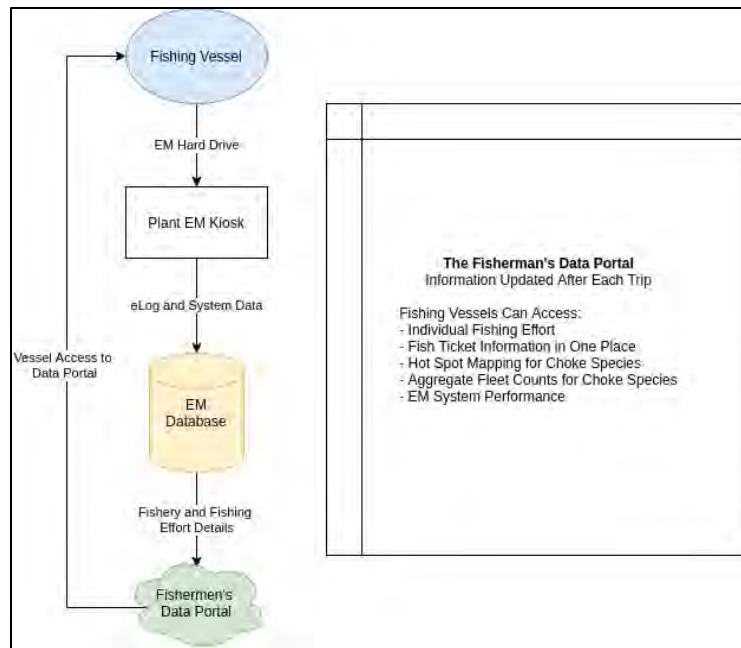 Fishing Vessel
EM Hard Drive
Plant EM Kiosk
eLog and System Data
Vessel Access to
Data Portal
EM
Database
Fishery and Fishing
Effort Details
Fishermen's
Data Portal
The Fisherman's Data Portal
Information Updated After Each Trip
Fishing Vessels Can Access:
- Individual Fishing Effort
- Fish Ticket Information in One Place
- Hot Spot Mapping for Choke Species
- Aggregate Fleet Counts for Choke Species
- EM System Performance